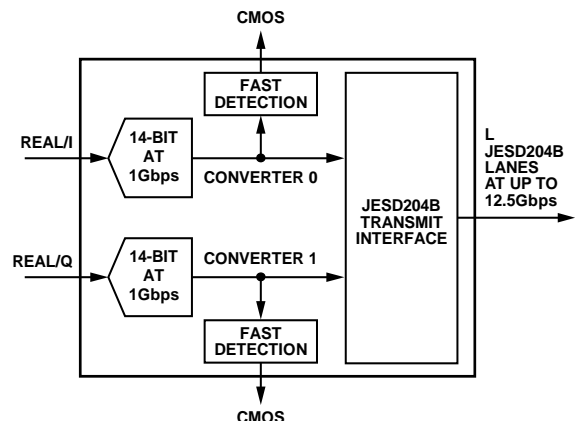 CMOS
FAST
DETECTION
REAL/I
14-BIT
AT
1Gbps
CONVERTER 0
JESD204B
TRANSMIT
INTERFACE
L
JESD204B
LANES
AT UP TO
12.5Gbps
REAL/Q
14-BIT
AT
1Gbps
CONVERTER 1
FAST
DETECTION
CMOS